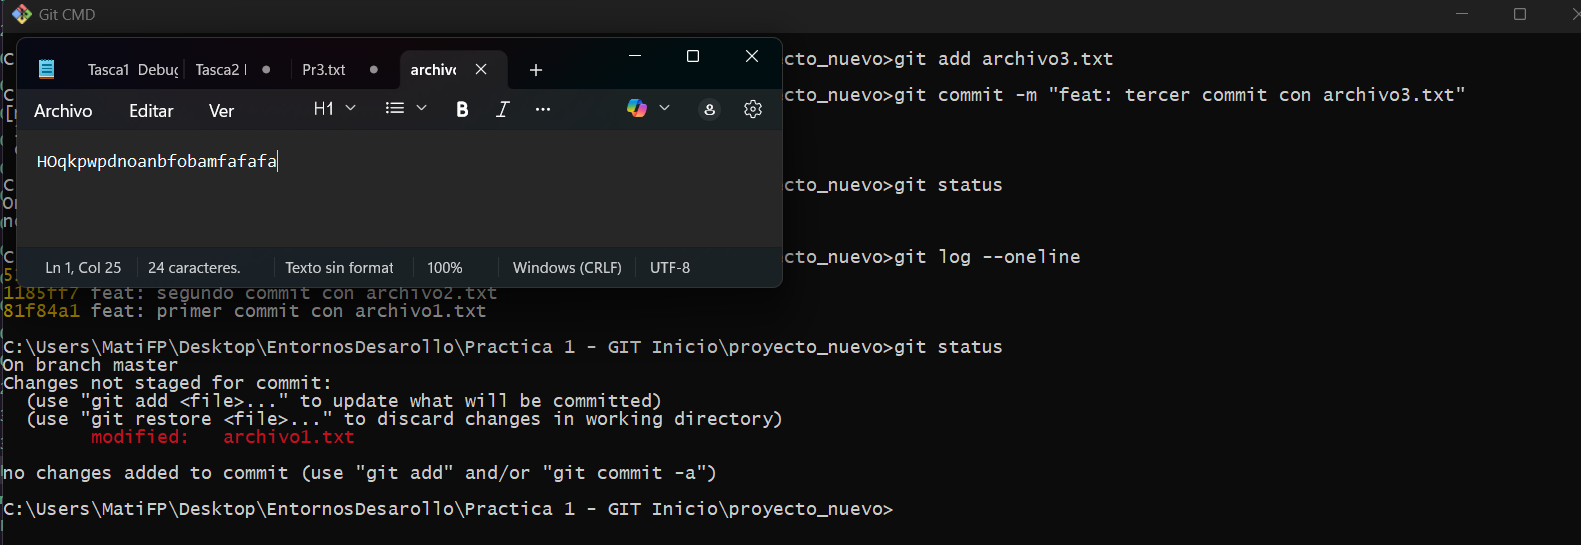 Git CMD
Tasca1 Debug Tasca2 Pr3.txt archivo
Archivo Editar Ver H1 B I ...
HOqkpwpdnoanbfobamfafafa
Ln 1, Col 25 24 caracteres. Texto sin format 100% Windows (CRLF) UTF-8
cto_nuevo>git add archivo3.txt
cto_nuevo>git commit -m "feat: tercer commit con archivo3.txt"
cto_nuevo>git status
cto_nuevo>git log --oneline
1185ff7 feat: segundo commit con archivo2.txt
81f84a1 feat: primer commit con archivo1.txt
C:\Users\MatiFP\Desktop\EntornosDesarollo\Practica 1 - GIT Inicio\proyecto_nuevo>git status
On branch master
Changes not staged for commit:
(use "git add <file>..." to update what will be committed)
(use "git restore <file>..." to discard changes in working directory)
modified: archivo1.txt
no changes added to commit (use "git add" and/or "git commit -a")
C:\Users\MatiFP\Desktop\EntornosDesarollo\Practica 1 - GIT Inicio\proyecto_nuevo>